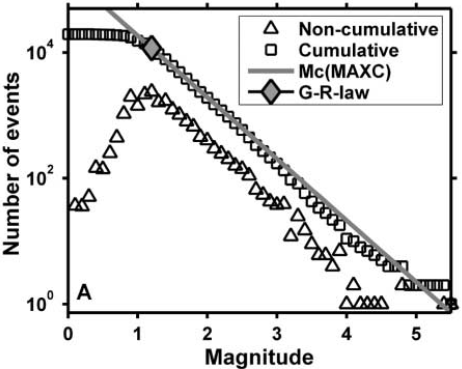 Number of events
10^4
10^2
10^0
Non-cumulative
Cumulative
Mc(MAXC)
G-R-law
A
0 1 2 3 4 5
Magnitude